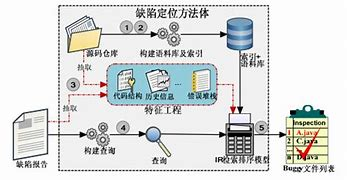 缺陷定位方法体
源码仓库
① ②
构建语料库及索引
索引+
语料库
抽取
③
代码结构
历史信息
错误堆栈
特征工程
抽取
缺陷报告
构建查询
④
查询
IR检索排序模型
⑤
Inspection
1 A.java
2 C.java
n D.java
Buggy文件列表